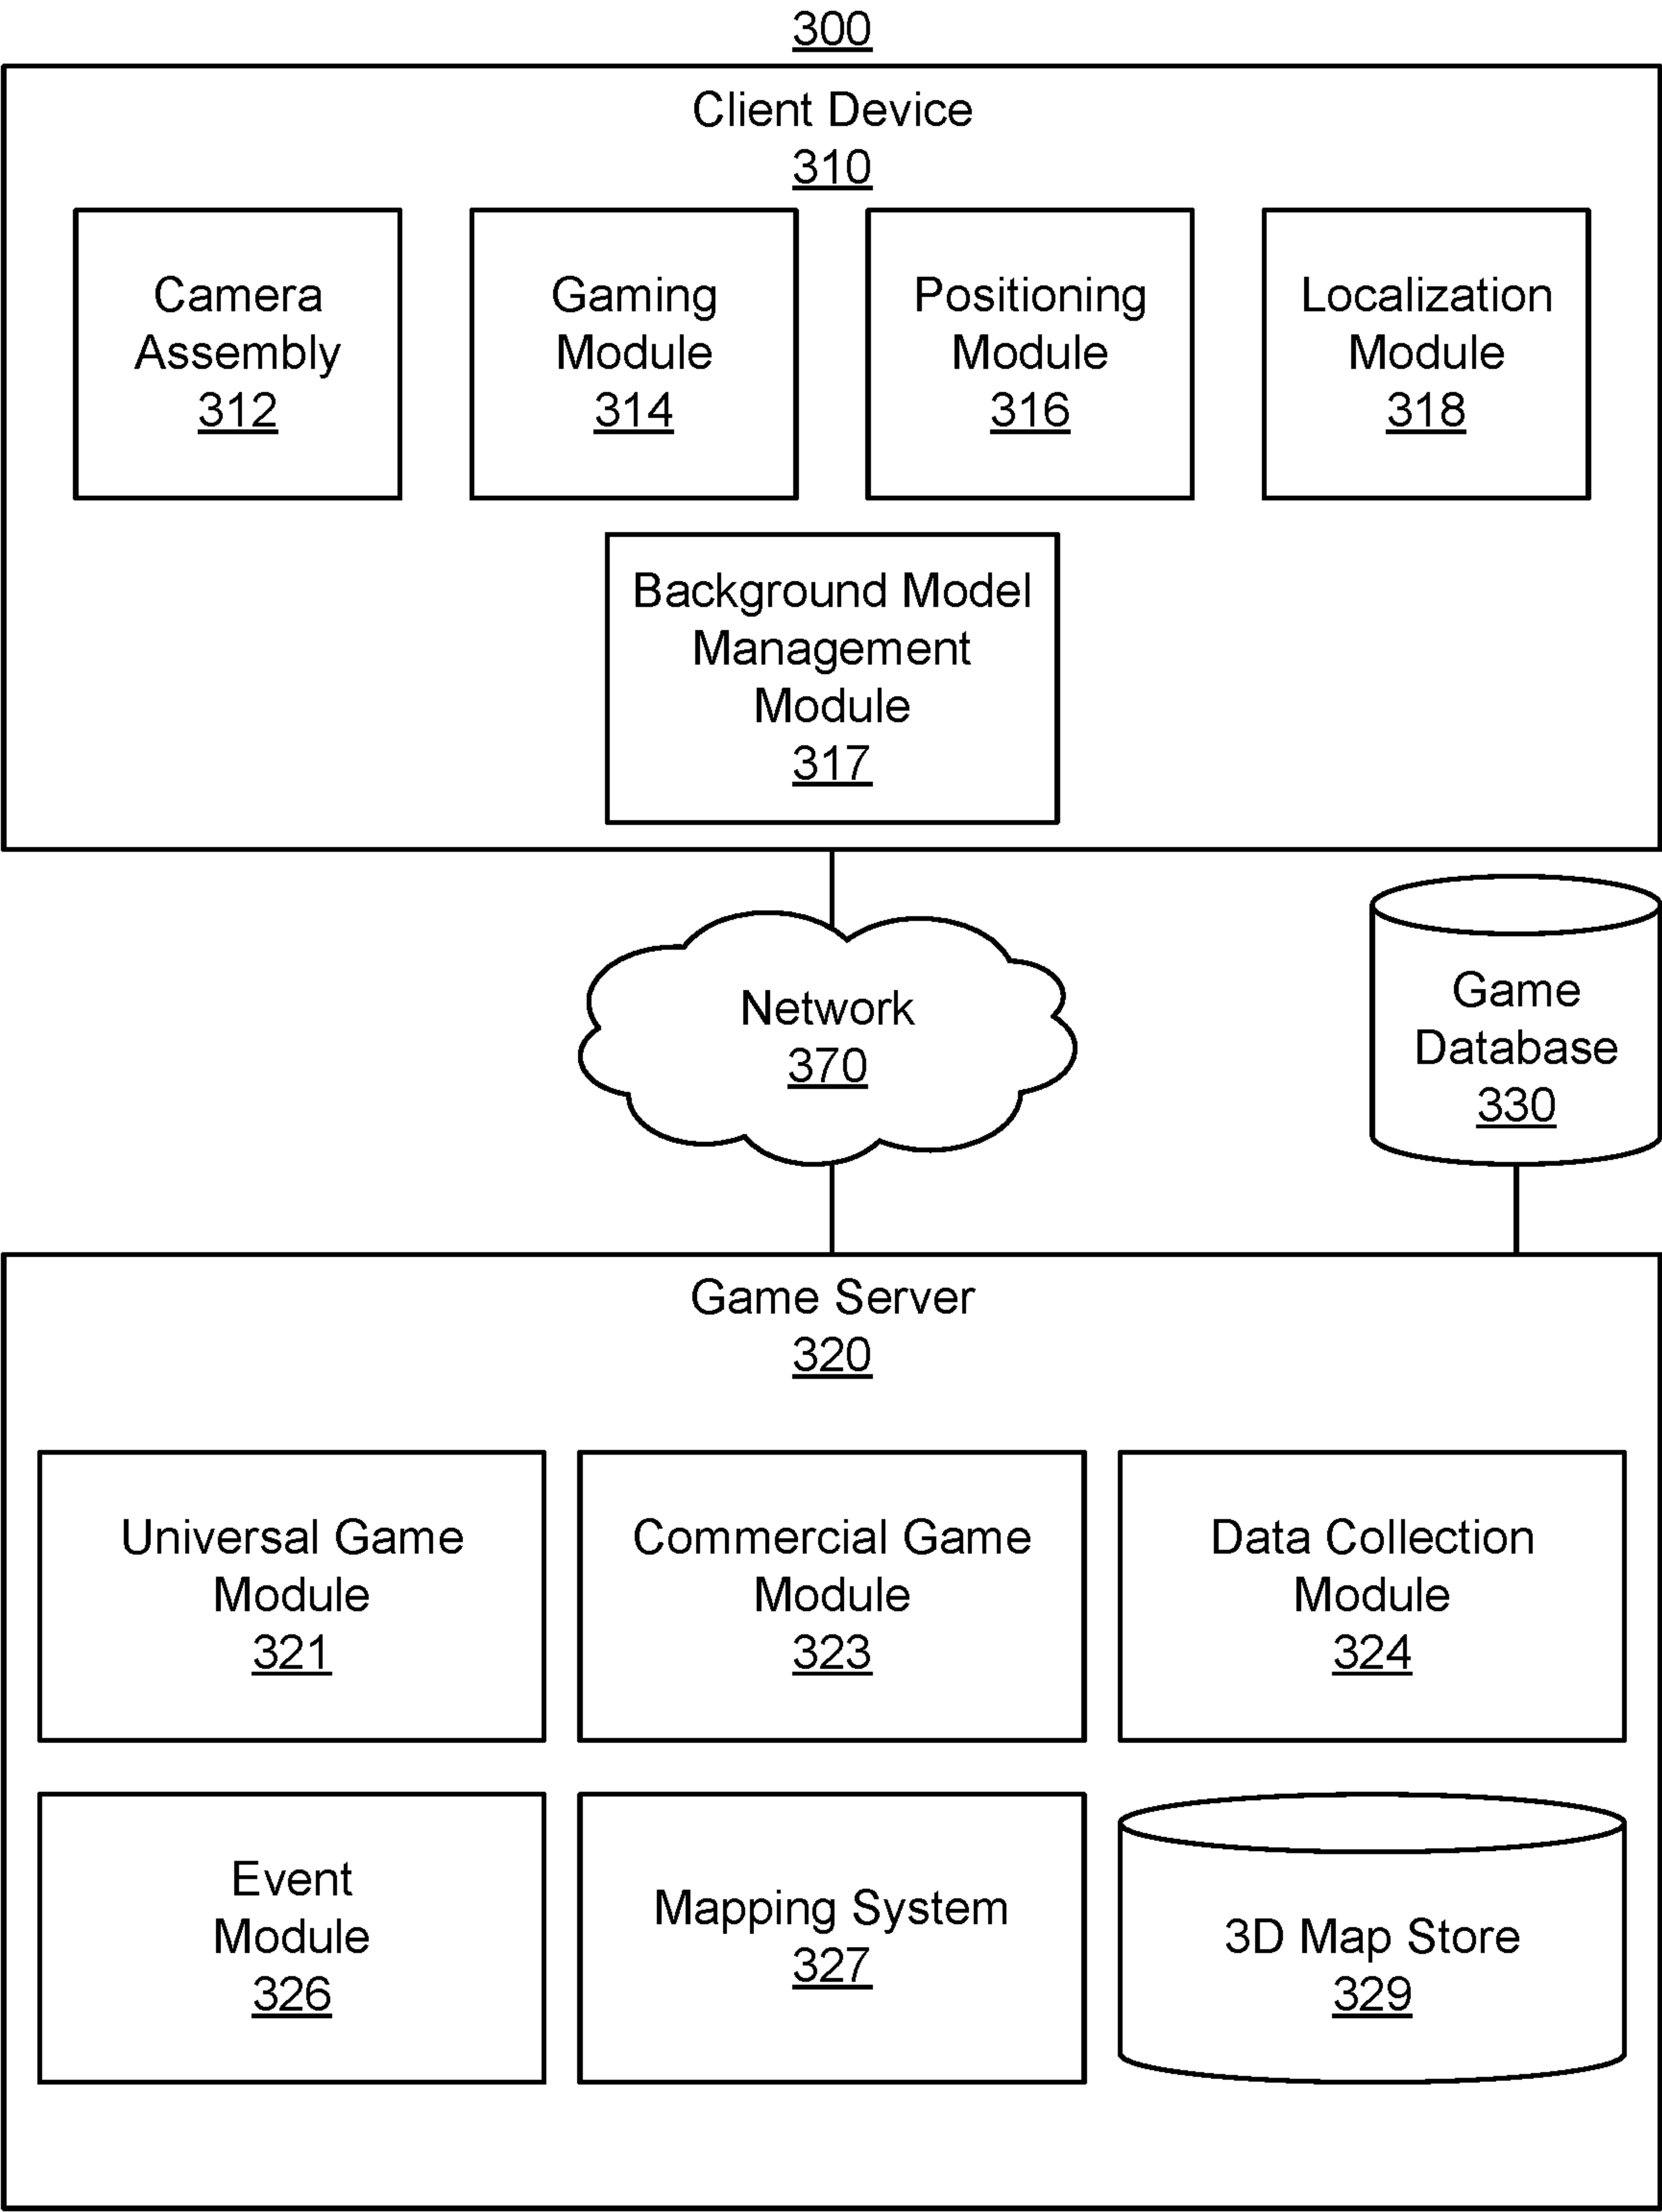 300
Client Device
310
Camera
Assembly
312
Gaming
Module
314
Positioning
Module
316
Localization
Module
318
Background Model
Management
Module
317
Network
370
Game
Database
330
Game Server
320
Universal Game
Module
321
Commercial Game
Module
323
Data Collection
Module
324
Event
Module
326
Mapping System
327
3D Map Store
329